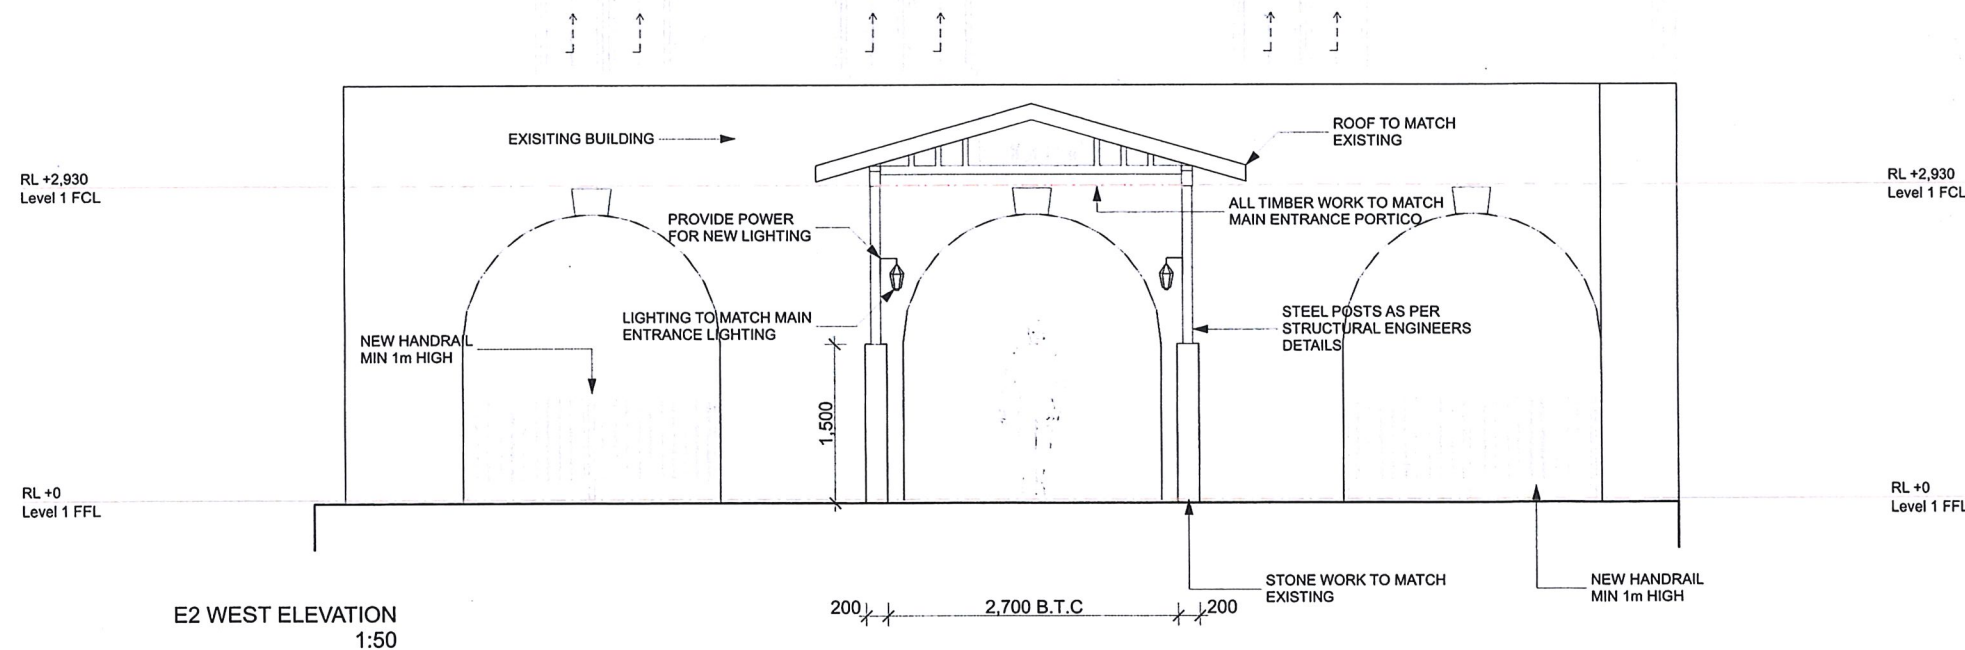 EXISITING BUILDING
ROOF TO MATCH
EXISTING
RL +2,930
Level 1 FCL
RL +2,930
Level 1 FCL
PROVIDE POWER
FOR NEW LIGHTING
ALL TIMBER WORK TO MATCH
MAIN ENTRANCE PORTICO
LIGHTING TO MATCH MAIN
ENTRANCE LIGHTING
STEEL POSTS AS PER
STRUCTURAL ENGINEERS
DETAILS
NEW HANDRAIL
MIN 1m HIGH
1,500
RL +0
Level 1 FFL
RL +0
Level 1 FFL
STONE WORK TO MATCH
EXISTING
NEW HANDRAIL
MIN 1m HIGH
200
2,700 B.T.C
200
E2 WEST ELEVATION
1:50